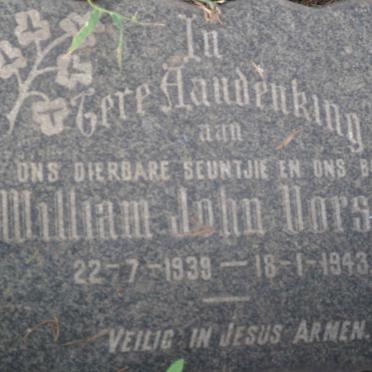 In
Tere Aandenking
aan
ONS DIERBARE SEUNTJIE EN ONS
William John
22-7-1939 — 18-1-1943
VEILIG IN JESUS ARMEN.